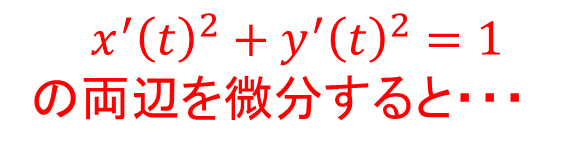 x′(t)² + y′(t)² = 1
の両辺を微分すると・・・